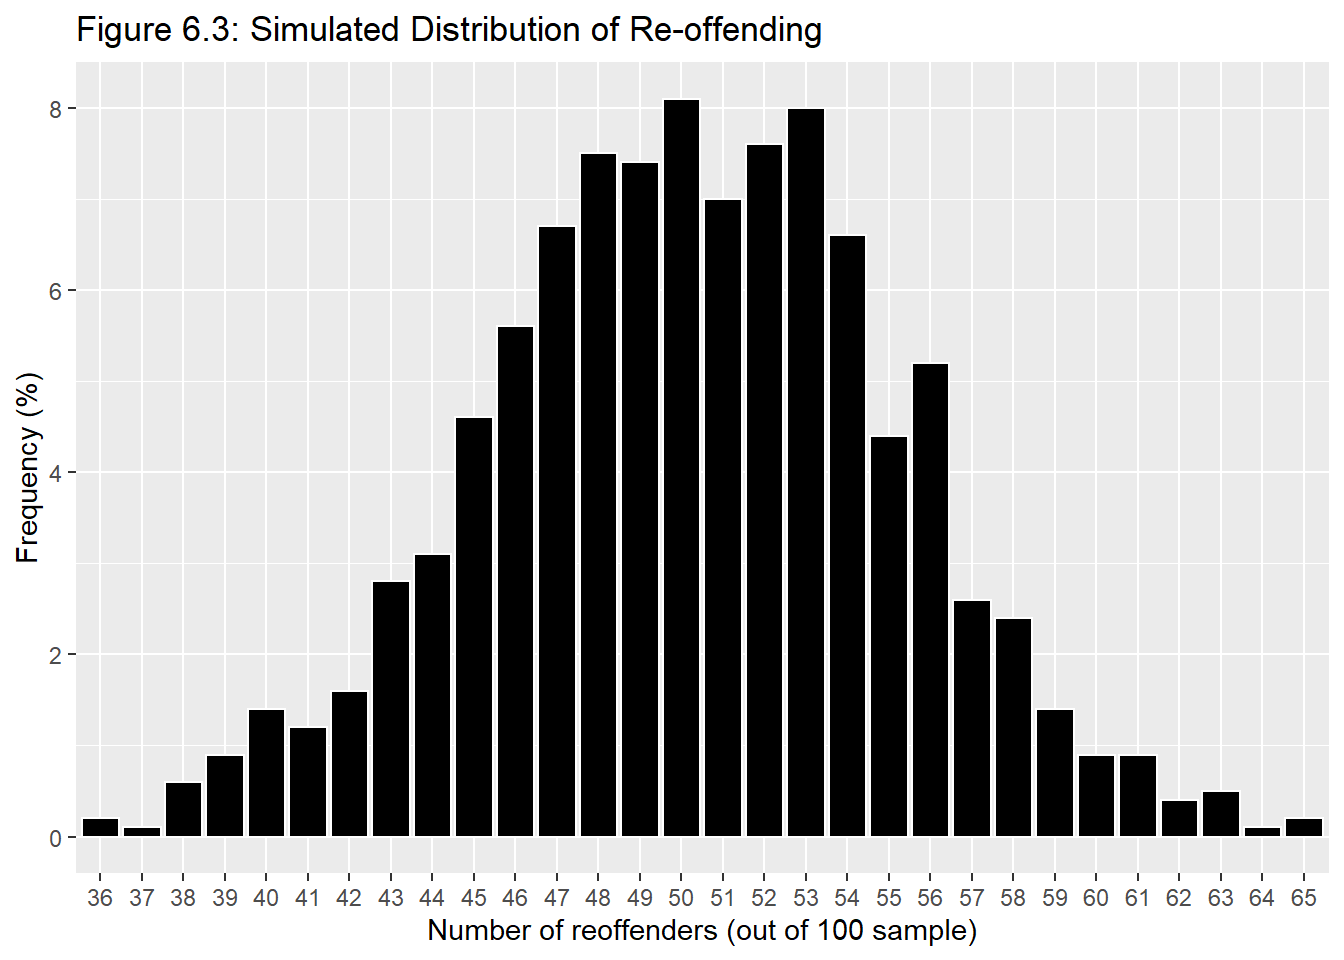 Figure 6.3: Simulated Distribution of Re-offending
Frequency (%)
8
6
4
2
0
36 37 38 39 40 41 42 43 44 45 46 47 48 49 50 51 52 53 54 55 56 57 58 59 60 61 62 63 64 65
Number of reoffenders (out of 100 sample)